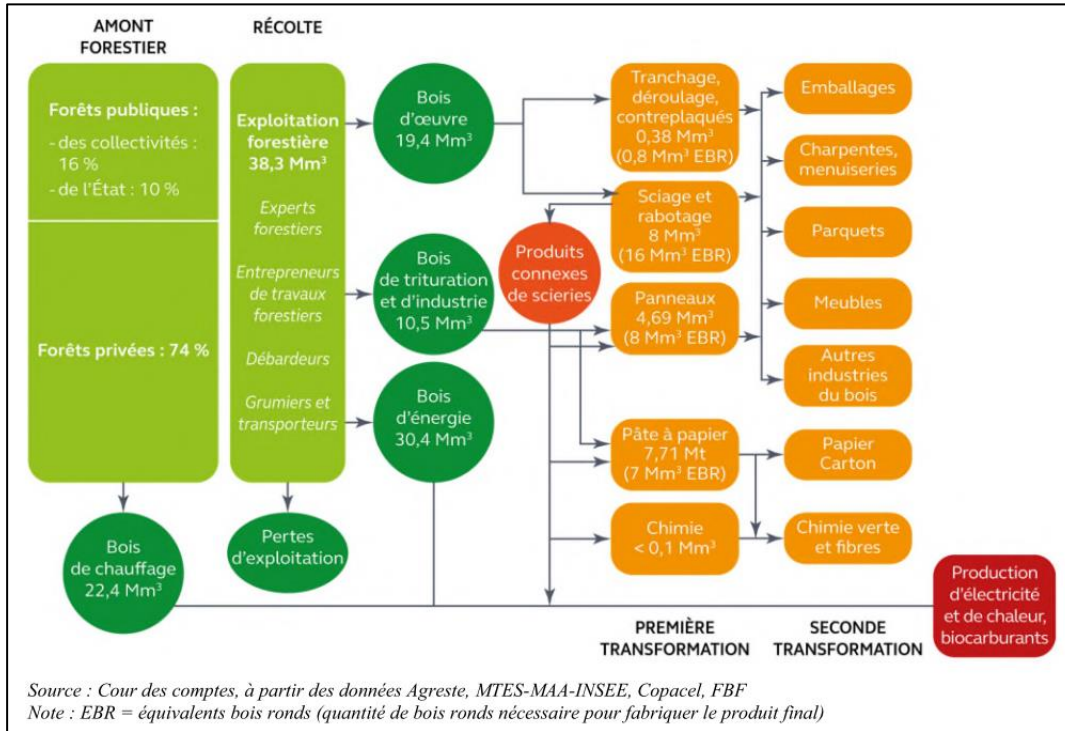 AMONT
FORESTIER
RÉCOLTE
Forêts publiques :
- des collectivités :
16 %
- de l'État : 10 %
Forêts privées : 74 %
Exploitation
forestière
38,3 Mm³
Experts
forestiers
Entrepreneurs
de travaux
forestiers
Débardeurs
Grumiers et
transporteurs
Bois
d'œuvre
19,4 Mm³
Bois
de trituration
et d'industrie
10,5 Mm³
Bois
d'énergie
30,4 Mm³
Bois
de chauffage
22,4 Mm³
Pertes
d'exploitation
Produits
connexes
de scieries
Tranchage,
déroulage,
contreplaqués
0,38 Mm³
(0,8 Mm³ EBR)
Sciage et
rabotage
8 Mm³
(16 Mm³ EBR)
Panneaux
4,69 Mm³
(8 Mm³ EBR)
Pâte à papier
7,71 Mt
(7 Mm³ EBR)
Chimie
< 0,1 Mm³
Emballages
Charpentes,
menuiseries
Parquets
Meubles
Autres
industries
du bois
Papier
Carton
Chimie verte
et fibres
Production
d'électricité
et de chaleur,
biocarburants
PREMIÈRE
TRANSFORMATION
SECONDE
TRANSFORMATION
Source : Cour des comptes, à partir des données Agreste, MTES-MAA-INSEE, Copacel, FBF
Note : EBR = équivalents bois ronds (quantité de bois ronds nécessaire pour fabriquer le produit final)